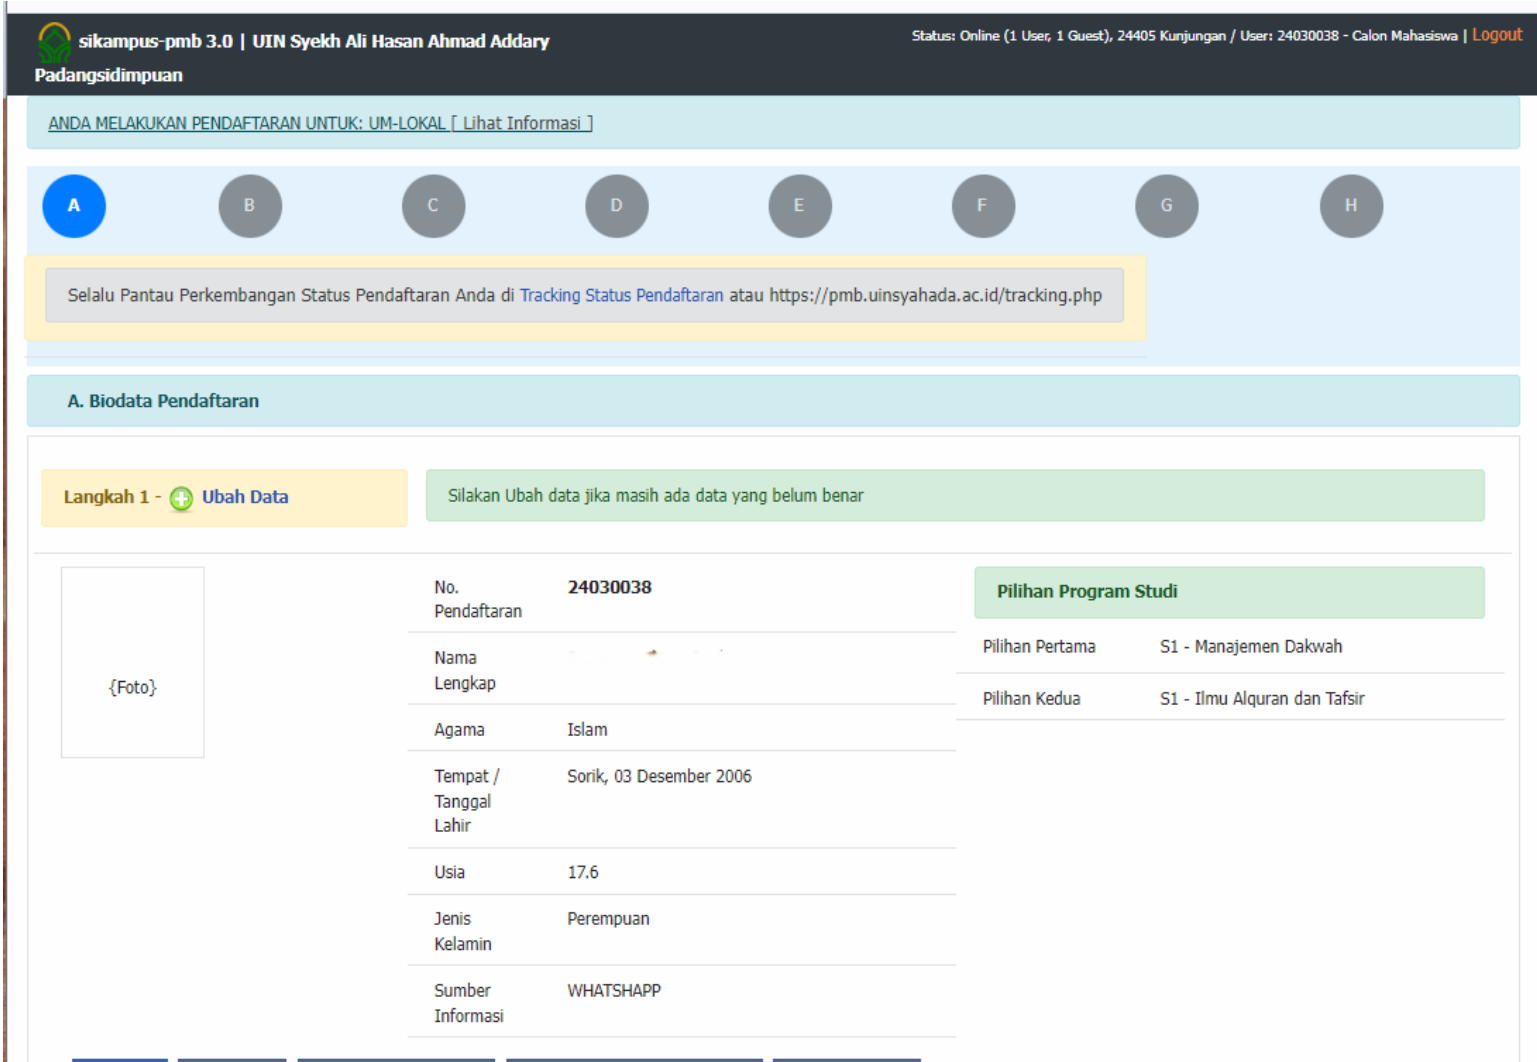 sikampus-pmb 3.0 | UIN Syekh Ali Hasan Ahmad Addary
Padangsidimpuan
Status: Online (1 User, 1 Guest), 24405 Kunjungan / User: 24030038 - Calon Mahasiswa | Logout
ANDA MELAKUKAN PENDAFTARAN UNTUK: UM-LOKAL [ Lihat Informasi ]
A B C D E F G H
Selalu Pantau Perkembangan Status Pendaftaran Anda di Tracking Status Pendaftaran atau https://pmb.uinsyahada.ac.id/tracking.php
A. Biodata Pendaftaran
Langkah 1 - Ubah Data
Silakan Ubah data jika masih ada data yang belum benar
{Foto}
No. Pendaftaran 24030038
Nama Lengkap
Agama Islam
Tempat / Tanggal Lahir Sorik, 03 Desember 2006
Usia 17.6
Jenis Kelamin Perempuan
Sumber Informasi WHATSHAPP
Pilihan Program Studi
Pilihan Pertama S1 - Manajemen Dakwah
Pilihan Kedua S1 - Ilmu Alquran dan Tafsir